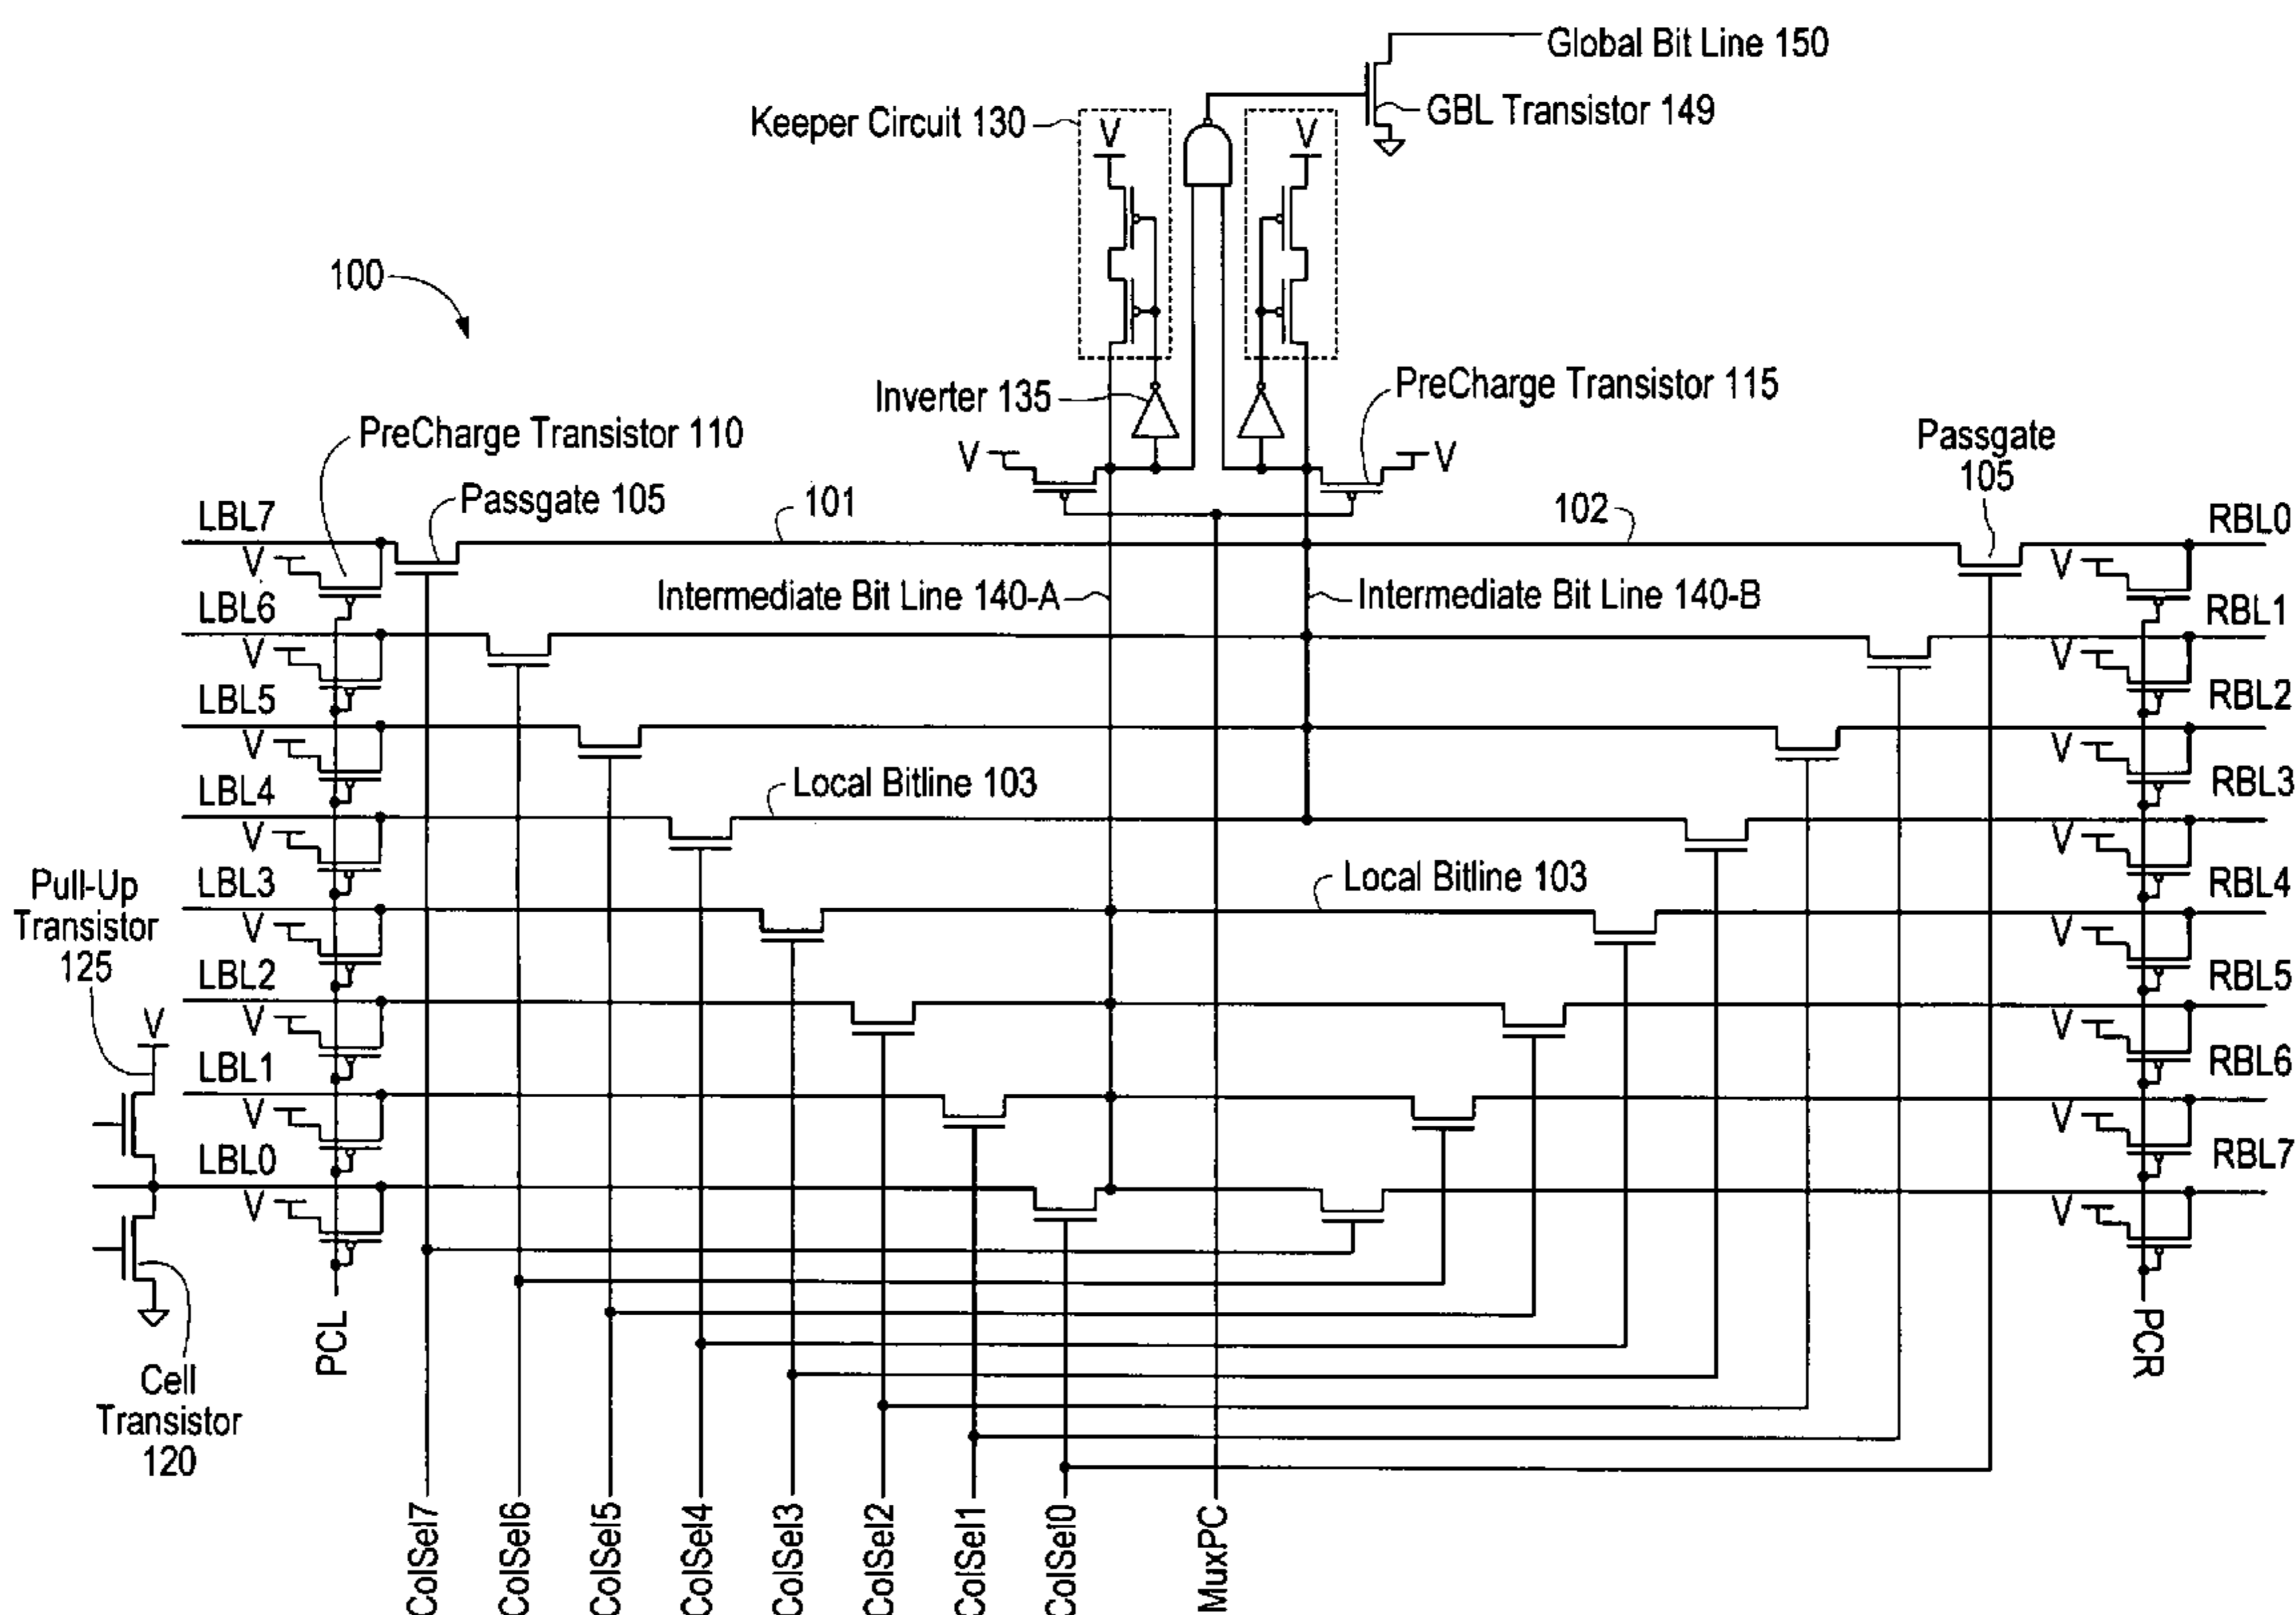 Global Bit Line 150
Keeper Circuit 130
V
V
GBL Transistor 149
100
Inverter 135
PreCharge Transistor 115
PreCharge Transistor 110
V
V
Passgate
105
Passgate 105
101
102
LBL7
RBL0
V
V
Intermediate Bit Line 140-A
Intermediate Bit Line 140-B
LBL6
RBL1
V
V
LBL5
RBL2
V
V
Local Bitline 103
LBL4
RBL3
V
V
Pull-Up
Transistor
125
Local Bitline 103
LBL3
RBL4
V
V
LBL2
RBL5
V
V
V
LBL1
RBL6
V
V
LBL0
RBL7
V
V
PCL
PCR
Cell
Transistor
120
ColSel7
ColSel6
ColSel5
ColSel4
ColSel3
ColSel2
ColSel1
ColSel0
MuxPC